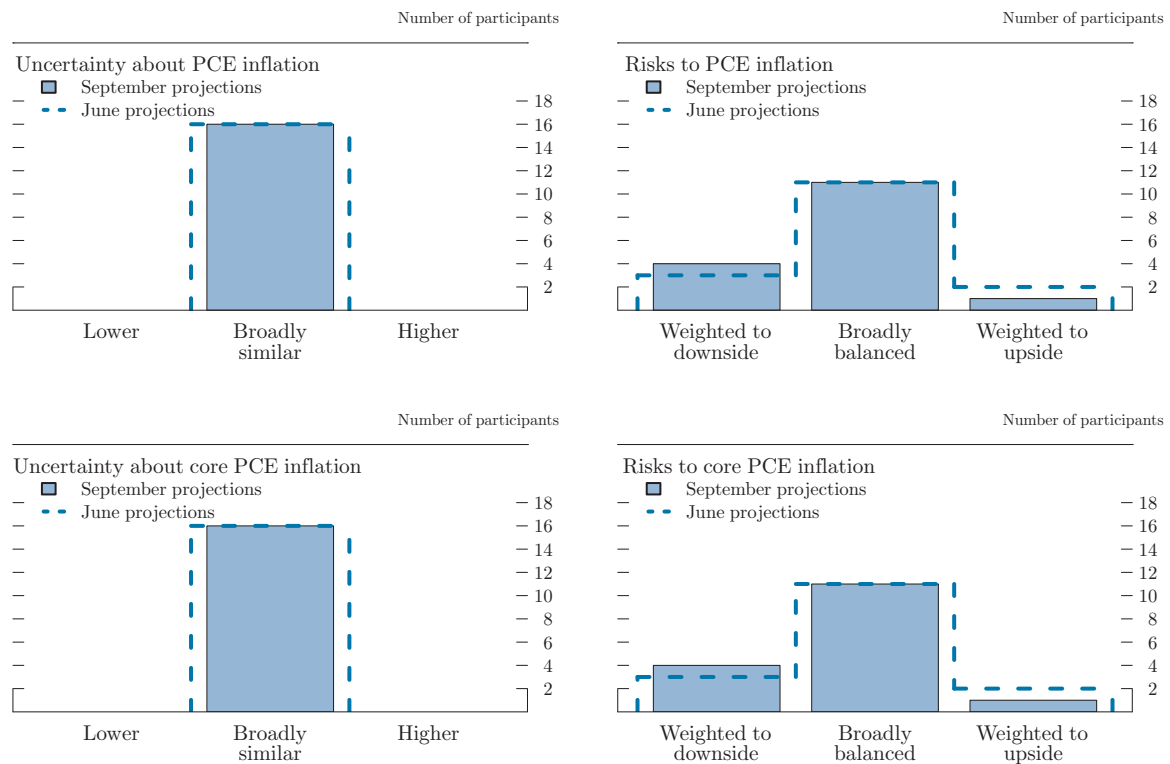 Number of participants
Uncertainty about PCE inflation
September projections
June projections
18
16
14
12
10
8
6
4
2
Lower
Broadly
similar
Higher
Number of participants
Risks to PCE inflation
September projections
June projections
18
16
14
12
10
8
6
4
2
Weighted to
downside
Broadly
balanced
Weighted to
upside
Number of participants
Uncertainty about core PCE inflation
September projections
June projections
18
16
14
12
10
8
6
4
2
Lower
Broadly
similar
Higher
Number of participants
Risks to core PCE inflation
September projections
June projections
18
16
14
12
10
8
6
4
2
Weighted to
downside
Broadly
balanced
Weighted to
upside